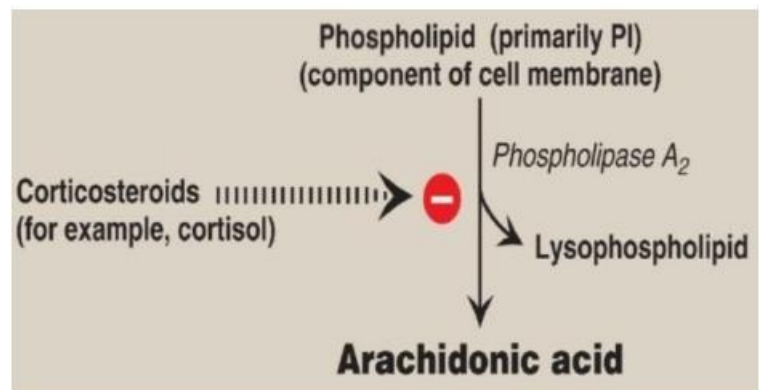 Phospholipid (primarily PI)
(component of cell membrane)
Phospholipase A2
Corticosteroids
(for example, cortisol)
Lysophospholipid
Arachidonic acid